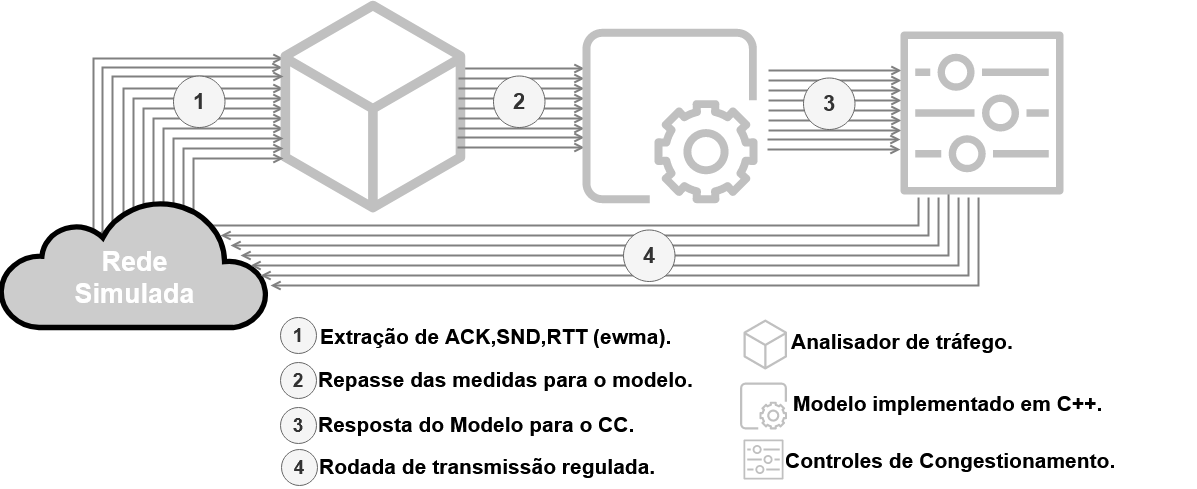 1
2
3
4
Rede
Simulada
1 Extração de ACK,SND,RTT (ewma).
2 Repasse das medidas para o modelo.
3 Resposta do Modelo para o CC.
4 Rodada de transmissão regulada.
Analisador de tráfego.
Modelo implementado em C++.
Controles de Congestionamento.